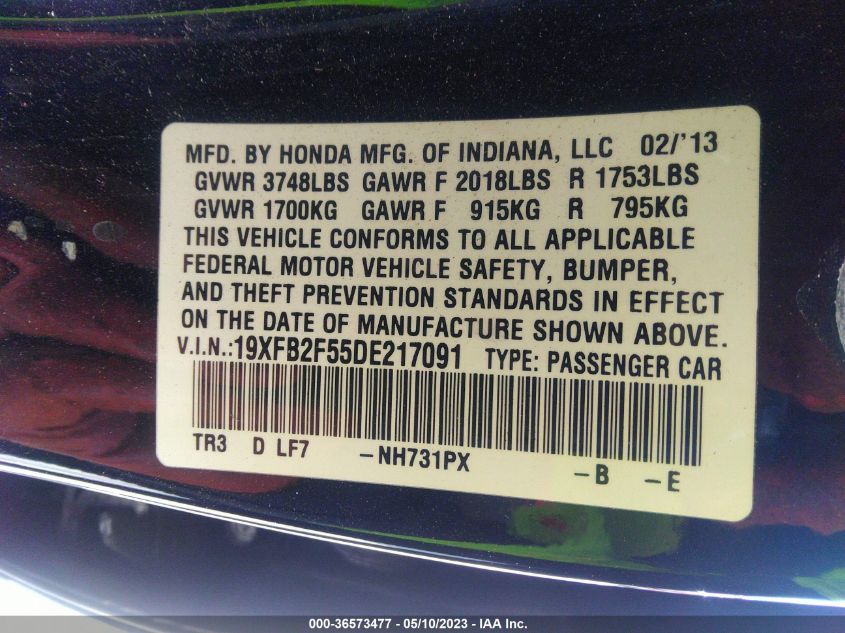 MFD. BY HONDA MFG. OF INDIANA, LLC 02/'13
GVWR 3748LBS GAWR F 2018LBS R 1753LBS
GVWR 1700KG GAWR F 915KG R 795KG
THIS VEHICLE CONFORMS TO ALL APPLICABLE
FEDERAL MOTOR VEHICLE SAFETY, BUMPER,
AND THEFT PREVENTION STANDARDS IN EFFECT
ON THE DATE OF MANUFACTURE SHOWN ABOVE.
V.I.N.:19XFB2F55DE217091 TYPE: PASSENGER CAR
TR3 D LF7 -NH731PX -B -E
000-36573477 - 05/10/2023 - IAA Inc.